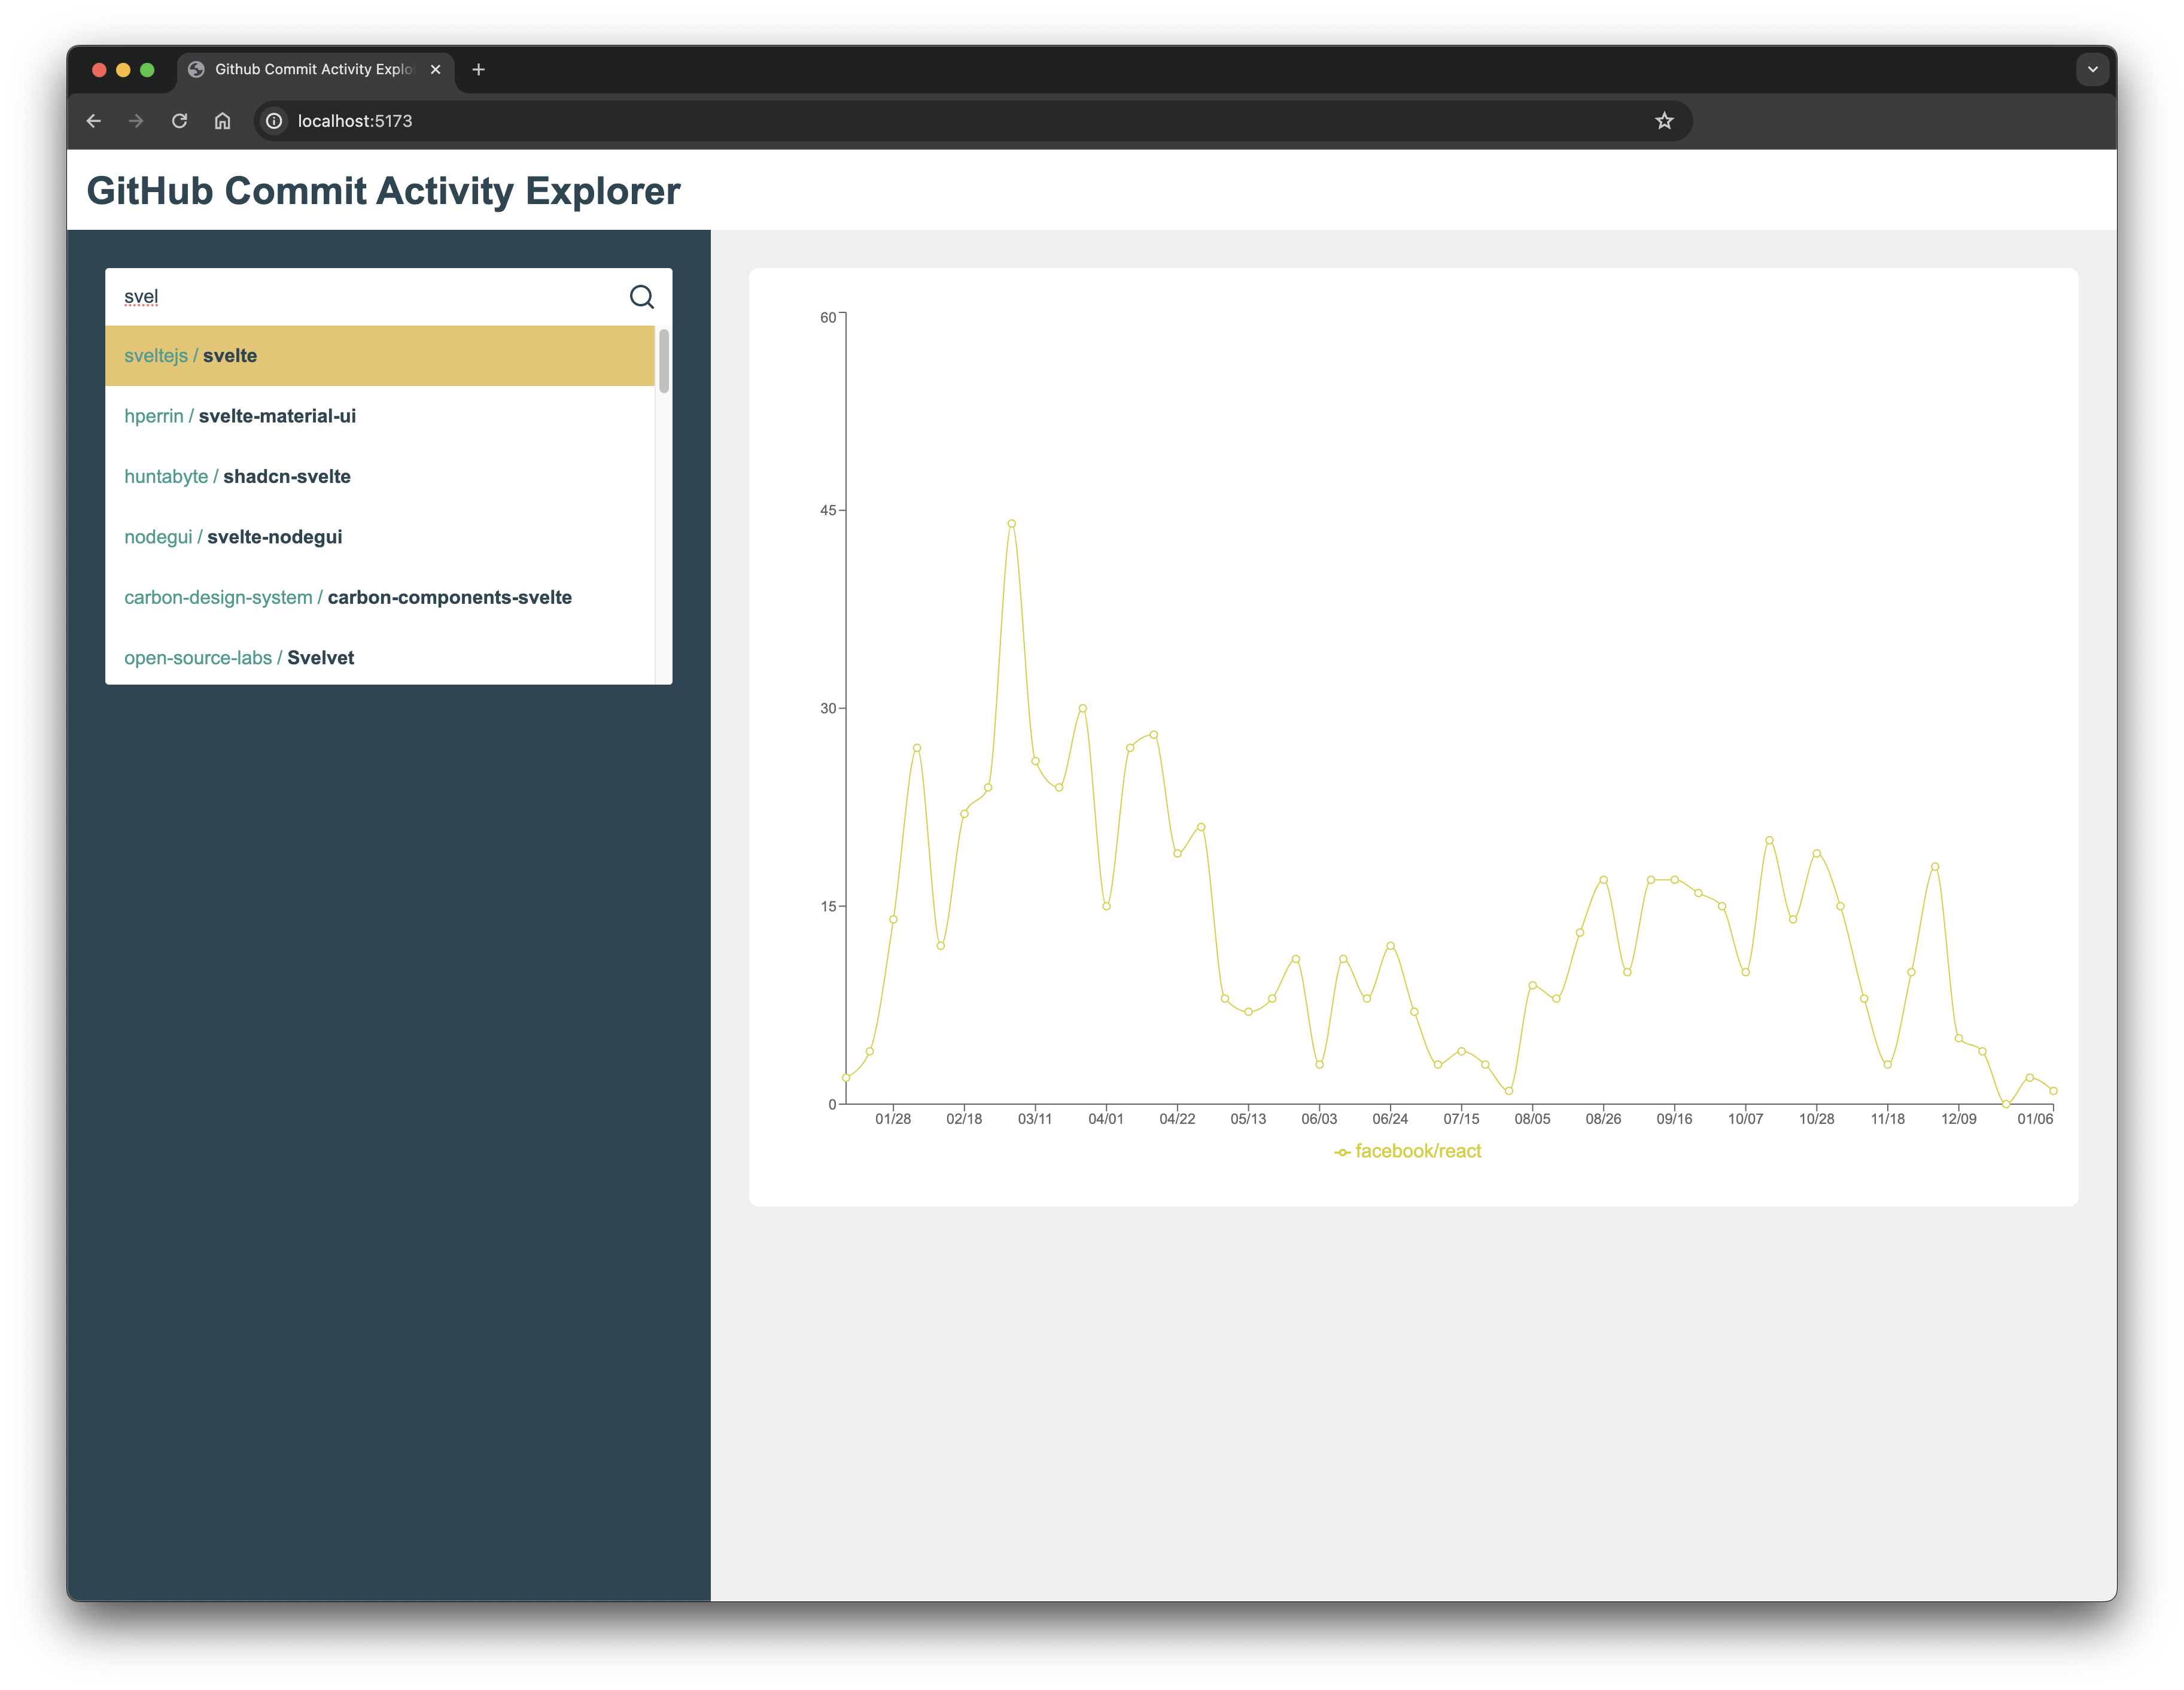 Github Commit Activity Explo
localhost:5173
GitHub Commit Activity Explorer
svel
sveltejs / svelte
hperrin / svelte-material-ui
huntabyte / shadcn-svelte
nodegui / svelte-nodegui
carbon-design-system / carbon-components-svelte
open-source-labs / Svelvet
60
45
30
15
0
01/28 02/18 03/11 04/01 04/22 05/13 06/03 06/24 07/15 08/05 08/26 09/16 10/07 10/28 11/18 12/09 01/06
facebook/react